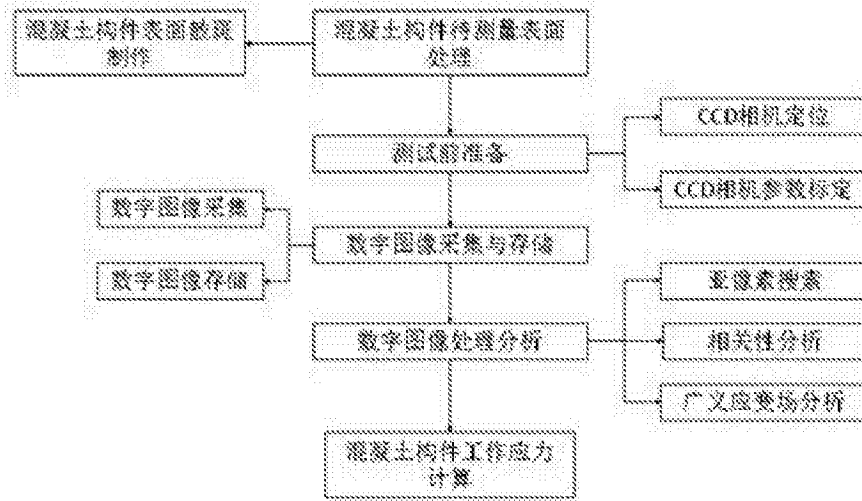 混凝土构件表面散斑
制作
混凝土构件待测量表面
处理
CCD相机定位
测试前准备
CCD相机参数标定
数字图像采集
数字图像采集与存储
数字图像存储
亚像素搜索
数字图像处理分析
相关性分析
广义应变场分析
混凝土构件工作应力
计算